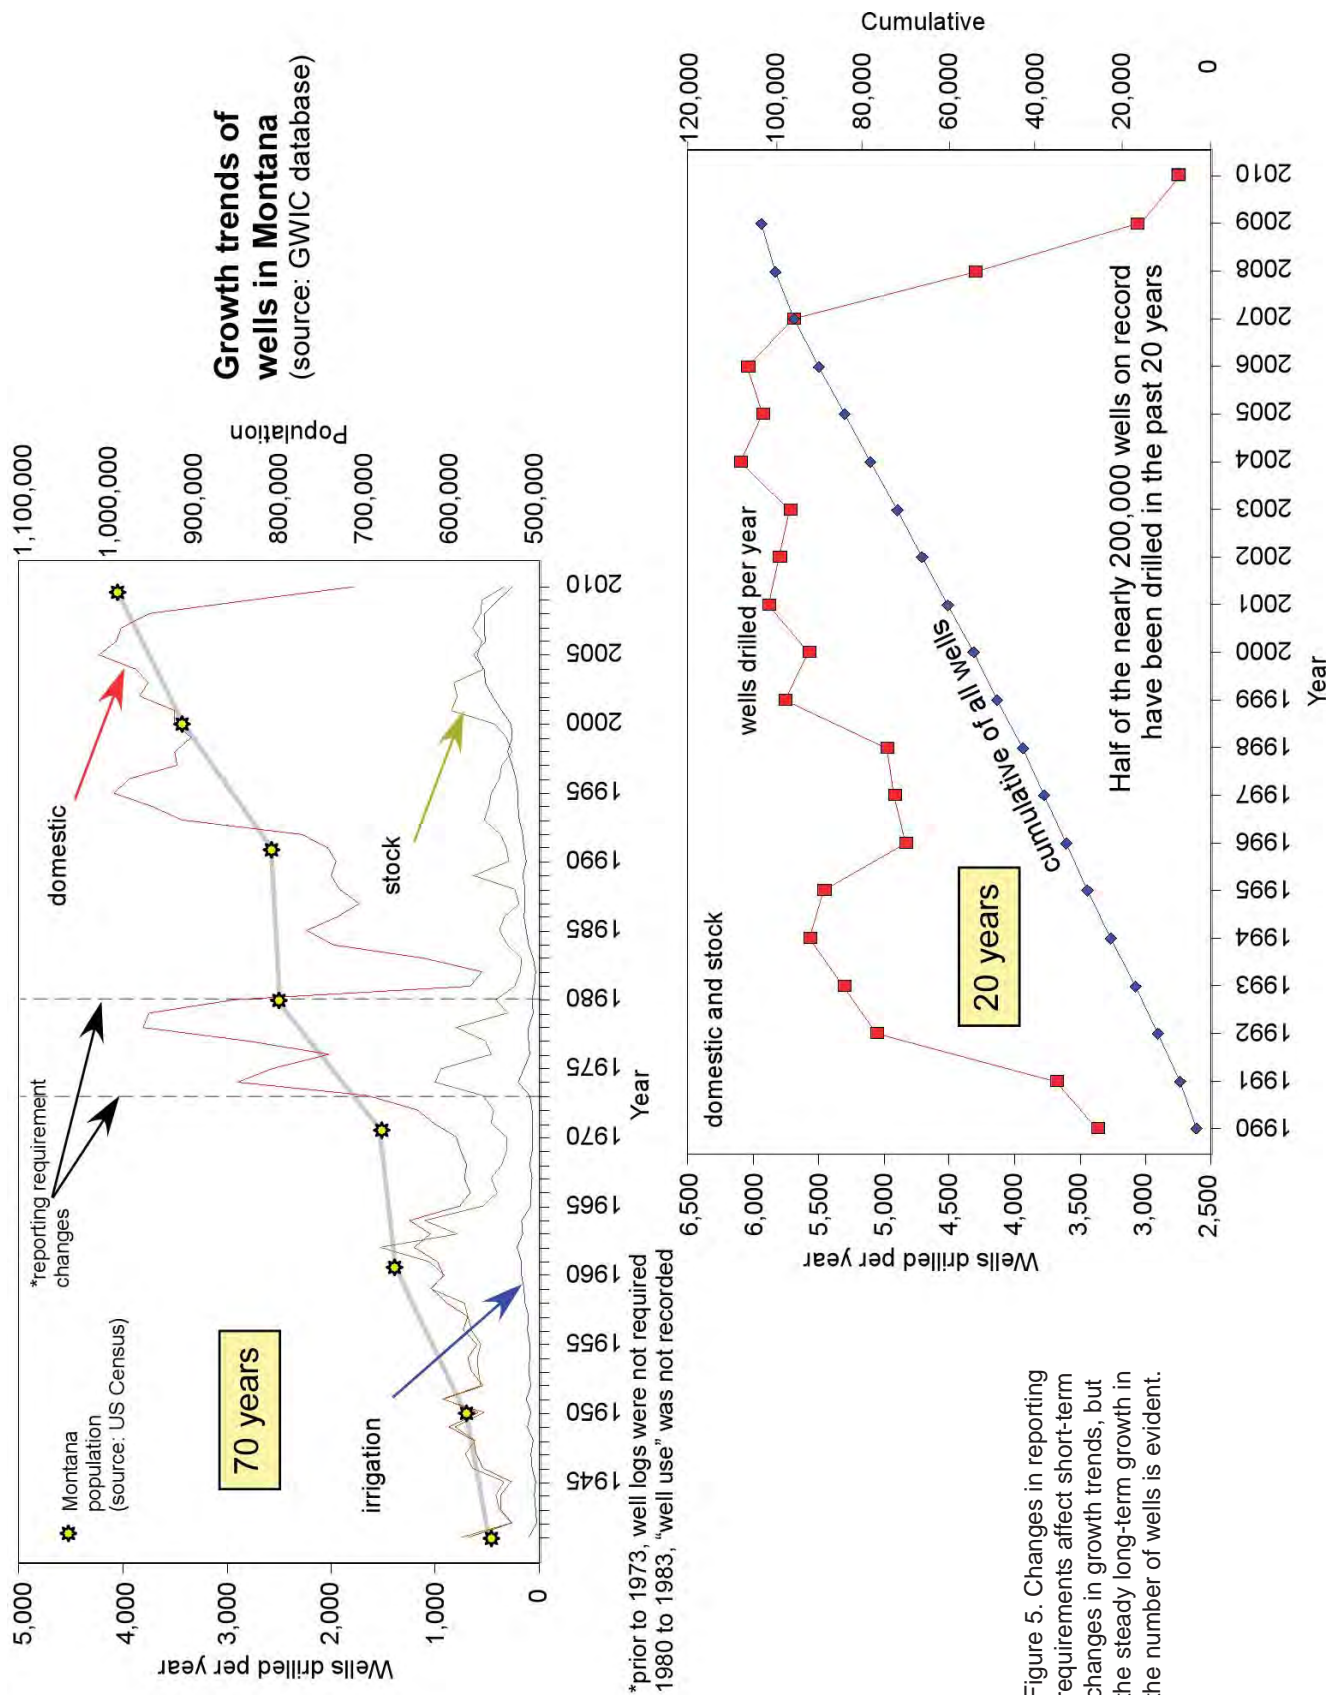 Growth trends of
wells in Montana
(source: GWIC database)
5,000
4,000
3,000
2,000
1,000
0
Wells drilled per year
Montana
population
(source: US Census)
70 years
*reporting requirement
changes
domestic
stock
irrigation
1,100,000
1,000,000
900,000
800,000
700,000
600,000
500,000
Population
1945
1950
1955
1960
1965
1970
1975
1980
1985
1990
1995
2000
2005
2010
Year
*prior to 1973, well logs were not required
1980 to 1983, “well use” was not recorded
6,500
6,000
5,500
5,000
4,500
4,000
3,500
3,000
2,500
Wells drilled per year
domestic and stock
20 years
wells drilled per year
cumulative of all wells
Half of the nearly 200,000 wells on record
have been drilled in the past 20 years
120,000
100,000
80,000
60,000
40,000
20,000
0
Cumulative
1990
1991
1992
1993
1994
1995
1996
1997
1998
1999
2000
2001
2002
2003
2004
2005
2006
2007
2008
2009
2010
Year
Figure 5. Changes in reporting
requirements affect short-term
changes in growth trends, but
the steady long-term growth in
the number of wells is evident.